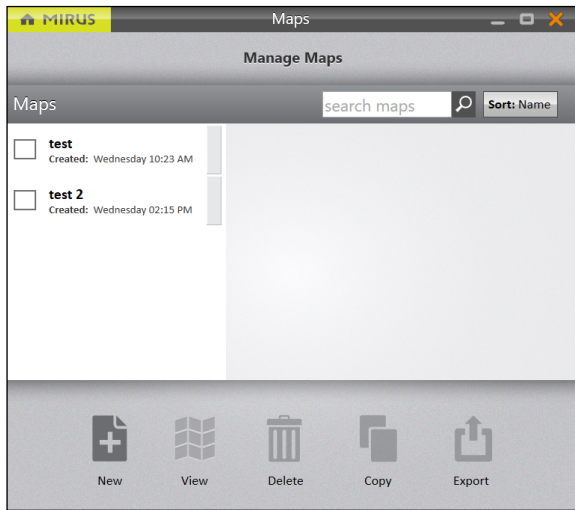 MIRUS
Maps
Manage Maps
Maps
search maps
Sort: Name
test
Created: Wednesday 10:23 AM
test 2
Created: Wednesday 02:15 PM
New
View
Delete
Copy
Export